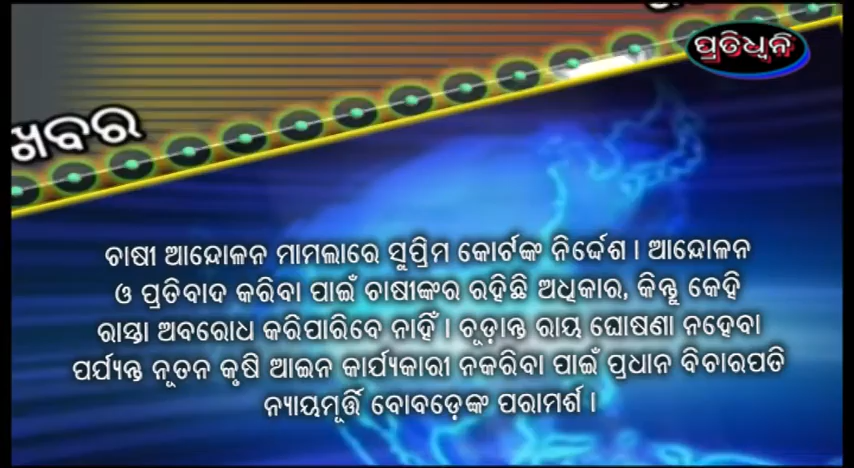 ପ୍ରତିଧ୍ୱନି
ଖବର
ଚାଷୀ ଆନ୍ଦୋଳନ ମାମଲାରେ ସୁପ୍ରିମ କୋର୍ଟଙ୍କ ନିର୍ଦ୍ଦେଶ । ଆନ୍ଦୋଳନ
ଓ ପ୍ରତିବାଦ କରିବା ପାଇଁ ଚାଷୀଙ୍କର ରହିଛି ଅଧିକାର, କିନ୍ତୁ କେହି
ରାସ୍ତା ଅବରୋଧ କରିପାରିବେ ନାହିଁ । ଚୂଡ଼ାନ୍ତ ରାୟ ଘୋଷଣା ନହେବା
ପର୍ଯ୍ୟନ୍ତ ନୂତନ କୃଷି ଆଇନ କାର୍ଯ୍ୟକାରୀ ନକରିବା ପାଇଁ ପ୍ରଧାନ ବିଚାରପତି
ନ୍ୟାୟମୂର୍ତ୍ତି ବୋବଡ଼େଙ୍କ ପରାମର୍ଶ ।